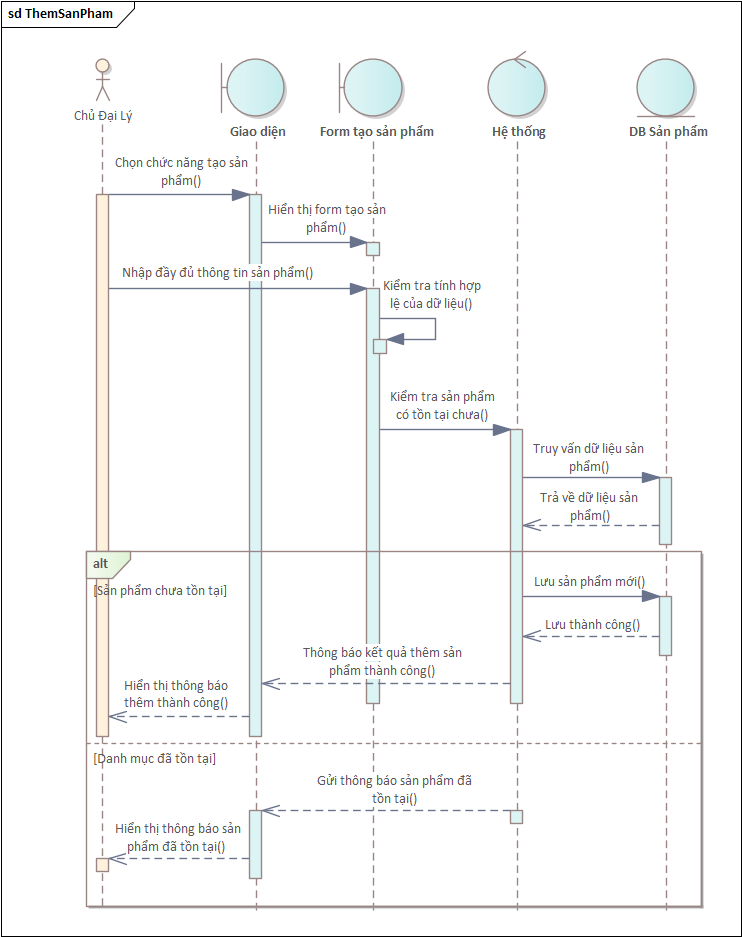 sd ThemSanPham
Chủ Đại Lý
Giao diện
Form tạo sản phẩm
Hệ thống
DB Sản phẩm
Chọn chức năng tạo sản
phẩm()
Hiển thị form tạo sản
phẩm()
Nhập đầy đủ thông tin sản phẩm()
Kiểm tra tính hợp
lệ của dữ liệu()
Kiểm tra sản phẩm
có tồn tại chưa()
Truy vấn dữ liệu sản
phẩm()
Trả về dữ liệu sản
phẩm()
alt
[Sản phẩm chưa tồn tại]
Lưu sản phẩm mới()
Lưu thành công()
Thông báo kết quả thêm sản
phẩm thành công()
Hiển thị thông báo
thêm thành công()
[Danh mục đã tồn tại]
Gửi thông báo sản phẩm đã
tồn tại()
Hiển thị thông báo sản
phẩm đã tồn tại()